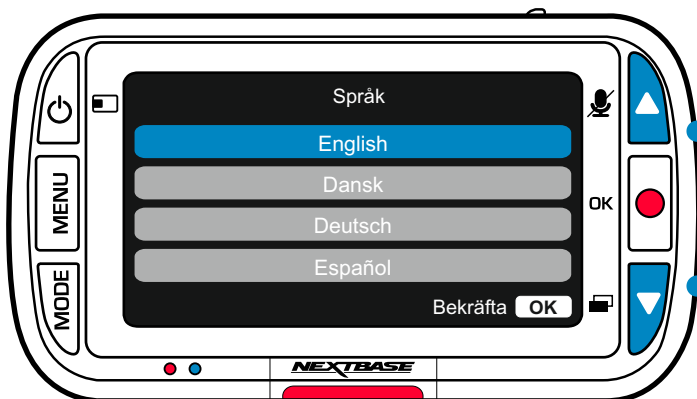 Språk
English
Dansk
Deutsch
Español
Bekräfta OK
MENU
MODE
OK
NEXTBASE